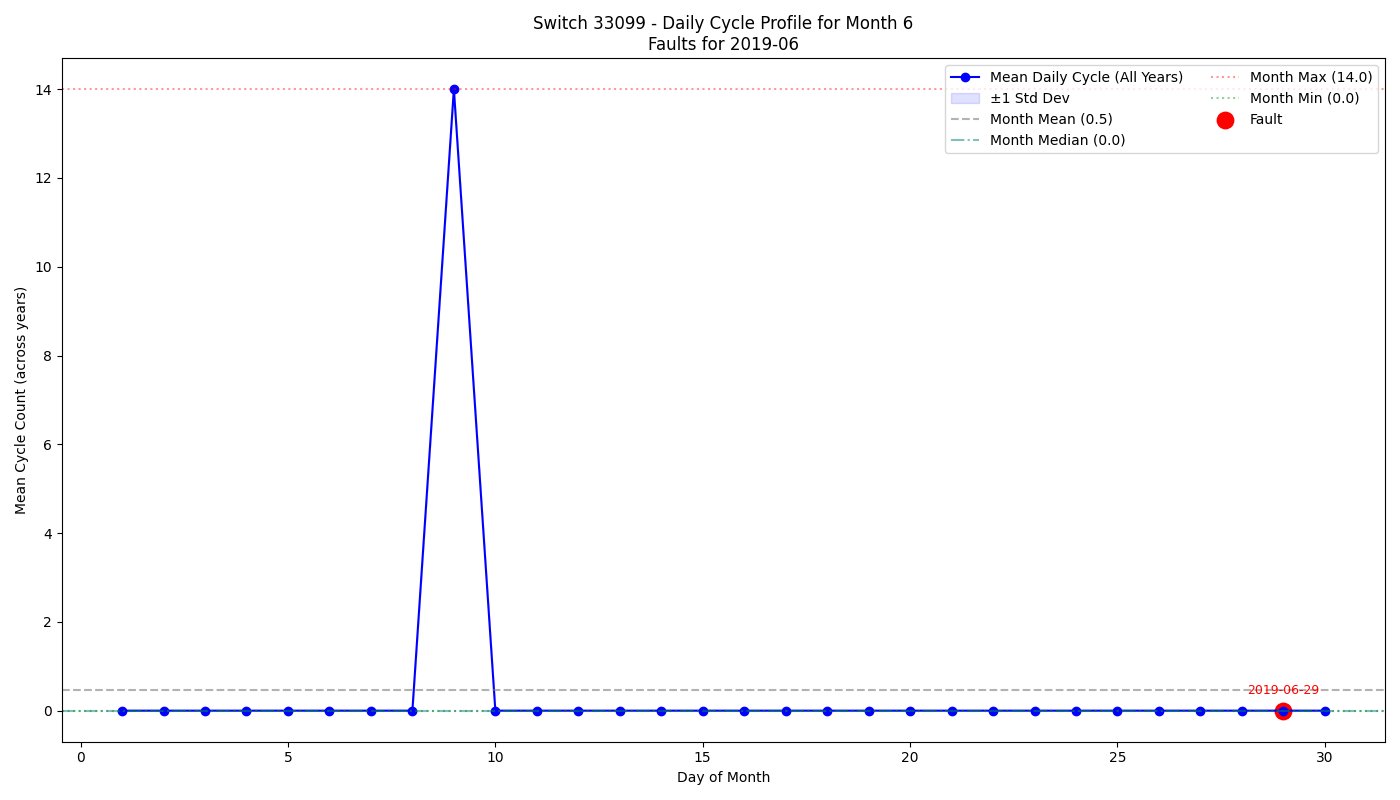 Switch 33099 - Daily Cycle Profile for Month 6
Faults for 2019-06
Mean Daily Cycle (All Years)
±1 Std Dev
Month Mean (0.5)
Month Median (0.0)
Month Max (14.0)
Month Min (0.0)
Fault
Mean Cycle Count (across years)
14
12
10
8
6
4
2
0
2019-06-29
0 5 10 15 20 25 30
Day of Month